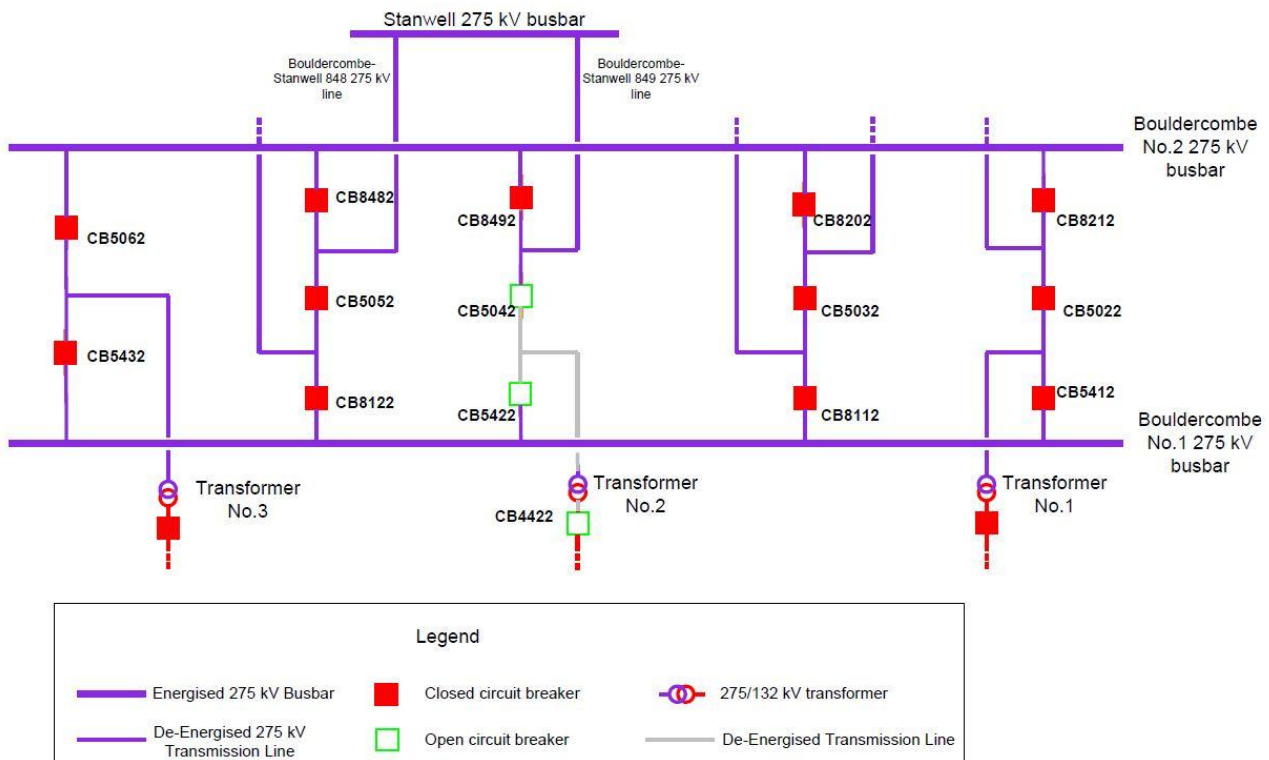 Stanwell 275 kV busbar
Bouldercombe-
Stanwell 848 275 kV
line
Bouldercombe-
Stanwell 849 275 kV
line
Bouldercombe
No.2 275 kV
busbar
CB8482
CB8492
CB8202
CB8212
CB5062
CB5052
CB5042
CB5032
CB5022
CB5432
CB8122
CB5422
CB8112
CB5412
Bouldercombe
No.1 275 kV
busbar
Transformer
No.3
Transformer
No.2
Transformer
No.1
CB4422
Legend
Energised 275 kV Busbar
Closed circuit breaker
275/132 kV transformer
De-Energised 275 kV
Transmission Line
Open circuit breaker
De-Energised Transmission Line